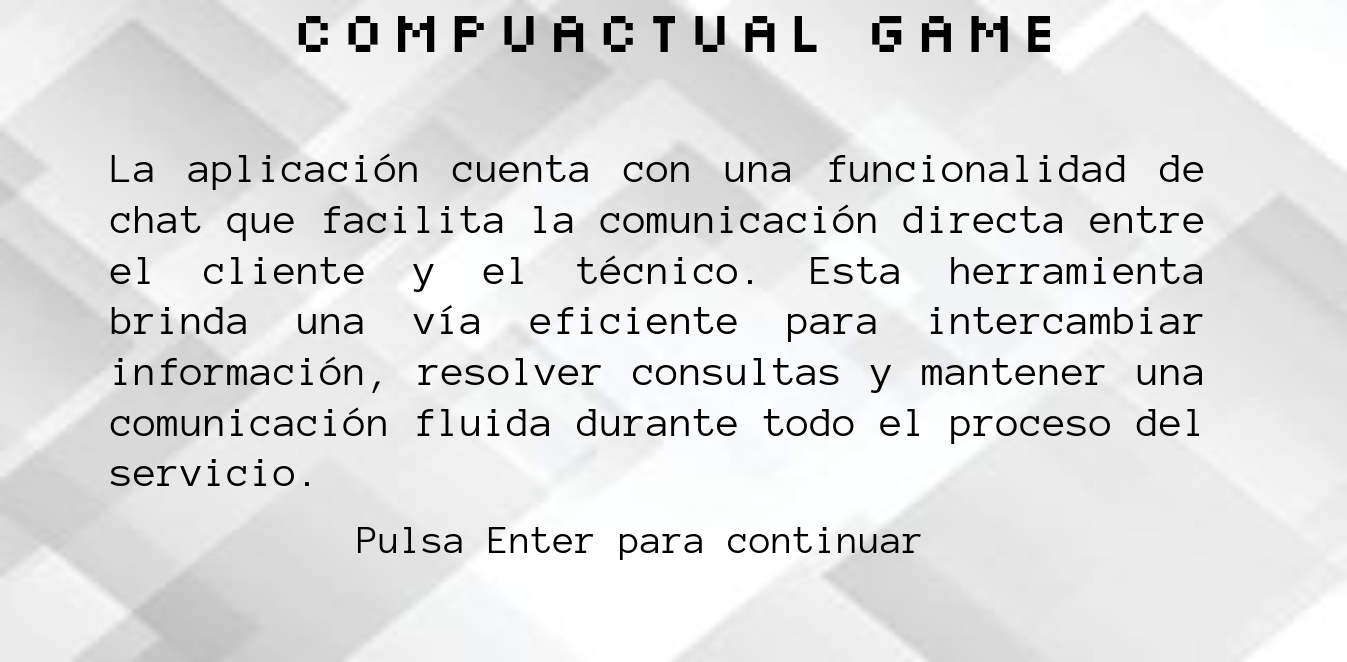 COMPUACTUAL GAME
La aplicación cuenta con una funcionalidad de
chat que facilita la comunicación directa entre
el cliente y el técnico. Esta herramienta
brinda una vía eficiente para intercambiar
información, resolver consultas y mantener una
comunicación fluida durante todo el proceso del
servicio.
Pulsa Enter para continuar